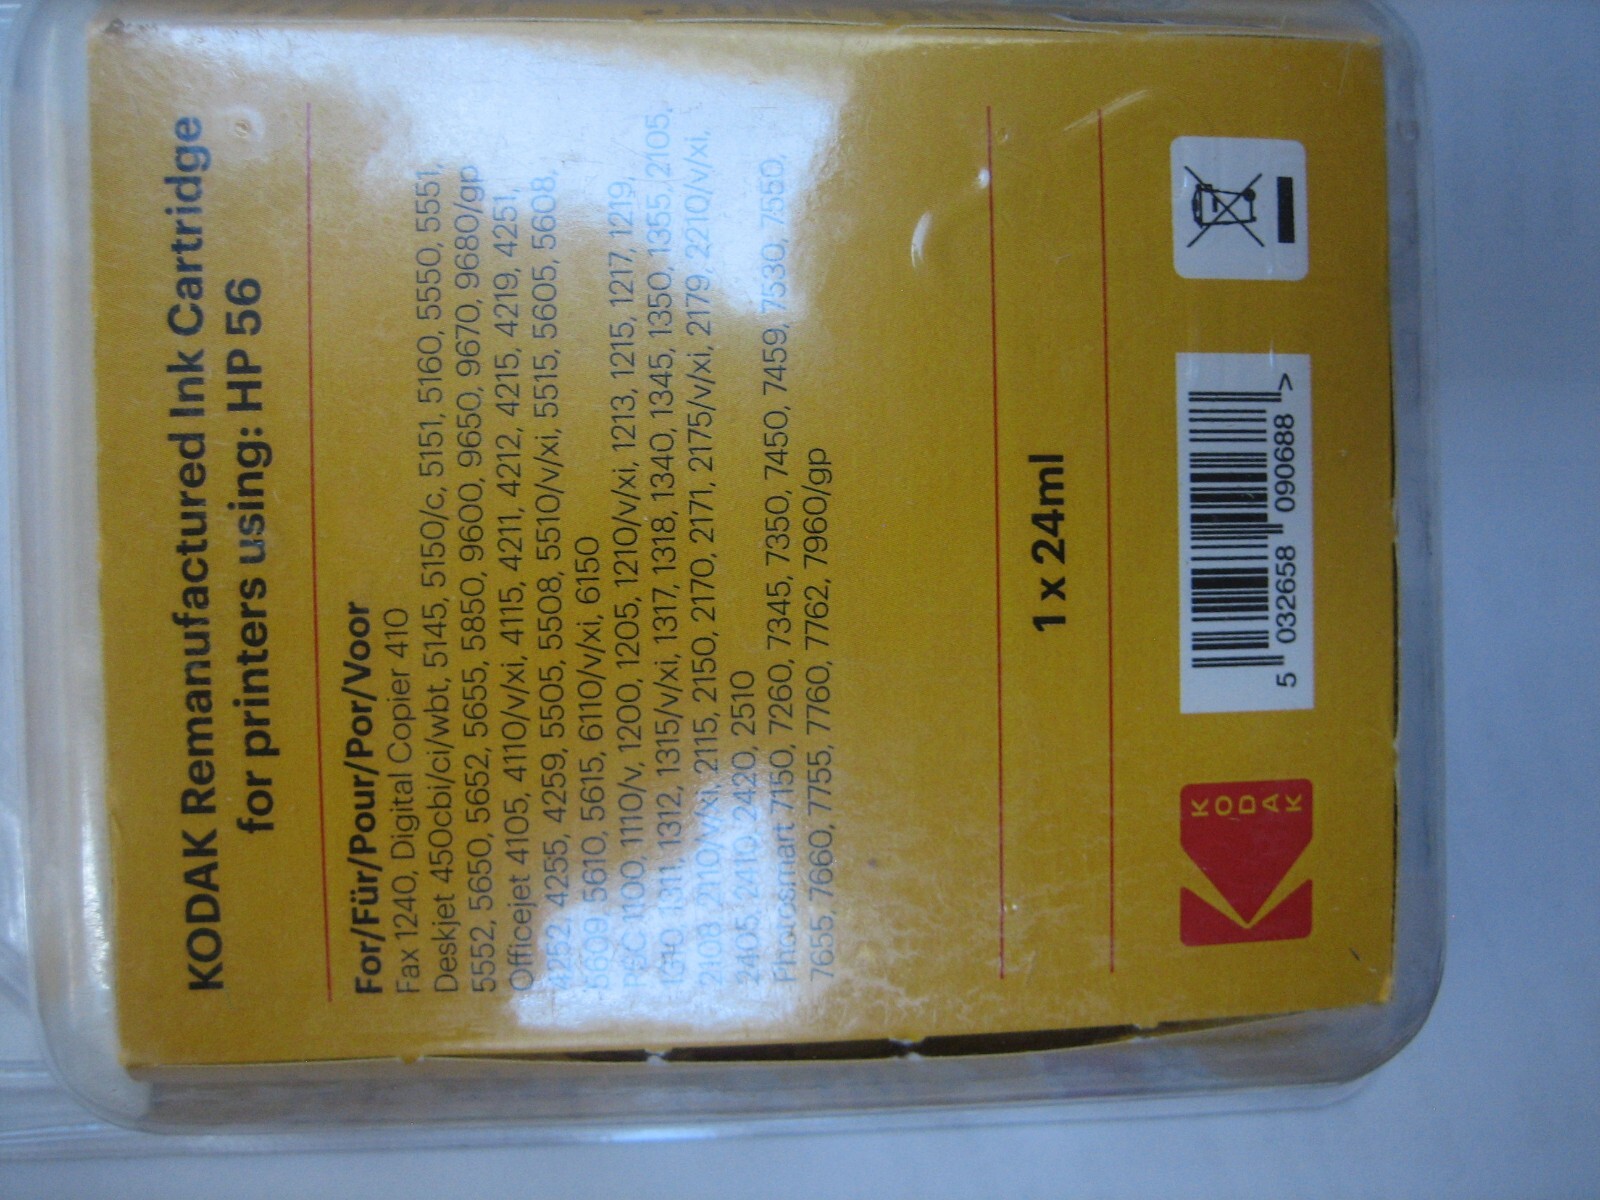 KODAK Remanufactured Ink Cartridge
for printers using: HP 56
For/Für/Pour/Por/Voor
Fax 1240, Digital Copier 410
Deskjet 450cbi/ci/wbt, 5145, 5150/c, 5151, 5160, 5550, 5551,
5552, 5650, 5652, 5655, 5850, 9600, 9650, 9670, 9680/gp
Officejet 4105, 4110/v/xi, 4115, 4211, 4212, 4215, 4219, 4251,
4252, 4255, 4259, 5505, 5508, 5510/v/xi, 5515, 5605, 5608,
5609, 5610, 5615, 6110/v/xi, 6150
PSC 1100, 1110/v, 1200, 1205, 1210/v/xi, 1213, 1215, 1217, 1219,
1310, 1311, 1312, 1315/v/xi, 1317, 1318, 1340, 1345, 1350, 1355, 2105,
2108, 2110/v/xi, 2115, 2150, 2170, 2171, 2175/v/xi, 2179, 2210/v/xi,
2405, 2410, 2420, 2510
Photosmart 7150, 7260, 7345, 7350, 7450, 7459, 7530, 7550,
7655, 7660, 7755, 7760, 7762, 7960/gp
1 x 24ml
KODAK
5 032658 090688 >